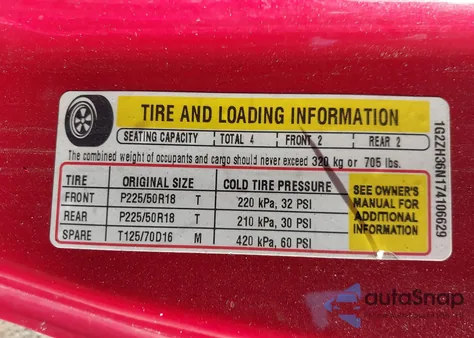 TIRE AND LOADING INFORMATION
SEATING CAPACITY TOTAL 4 FRONT 2 REAR 2
The combined weight of occupants and cargo should never exceed 320 kg or 705 lbs.
TIRE ORIGINAL SIZE COLD TIRE PRESSURE
FRONT P225/50R18 T 220 kPa, 32 PSI
REAR P225/50R18 T 210 kPa, 30 PSI
SPARE T125/70D16 M 420 kPa, 60 PSI
SEE OWNER'S
MANUAL FOR
ADDITIONAL
INFORMATION
1G2ZH36N174106629
autoSnap